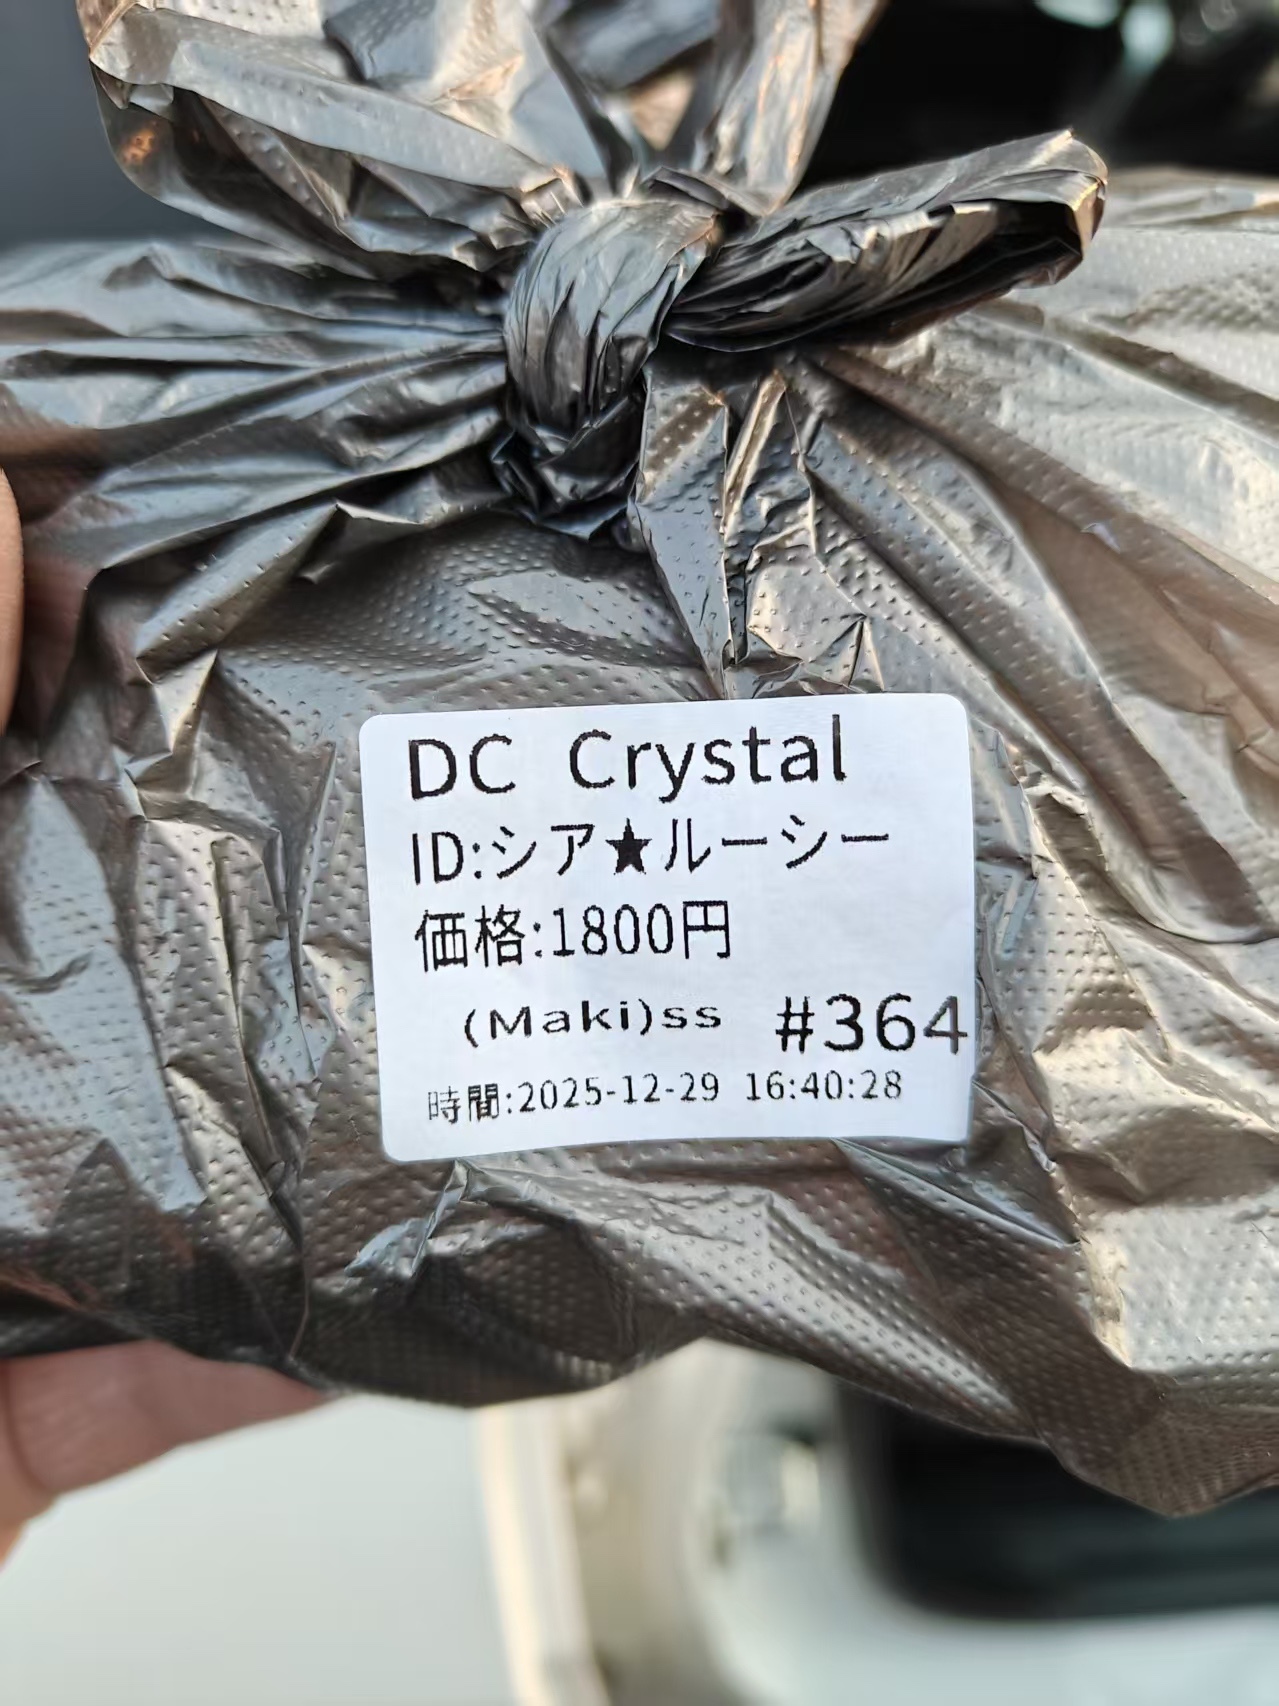 DC Crystal
ID:シア★ルーシー
価格:1800円
(Maki)ss #364
時間:2025-12-29 16:40:28